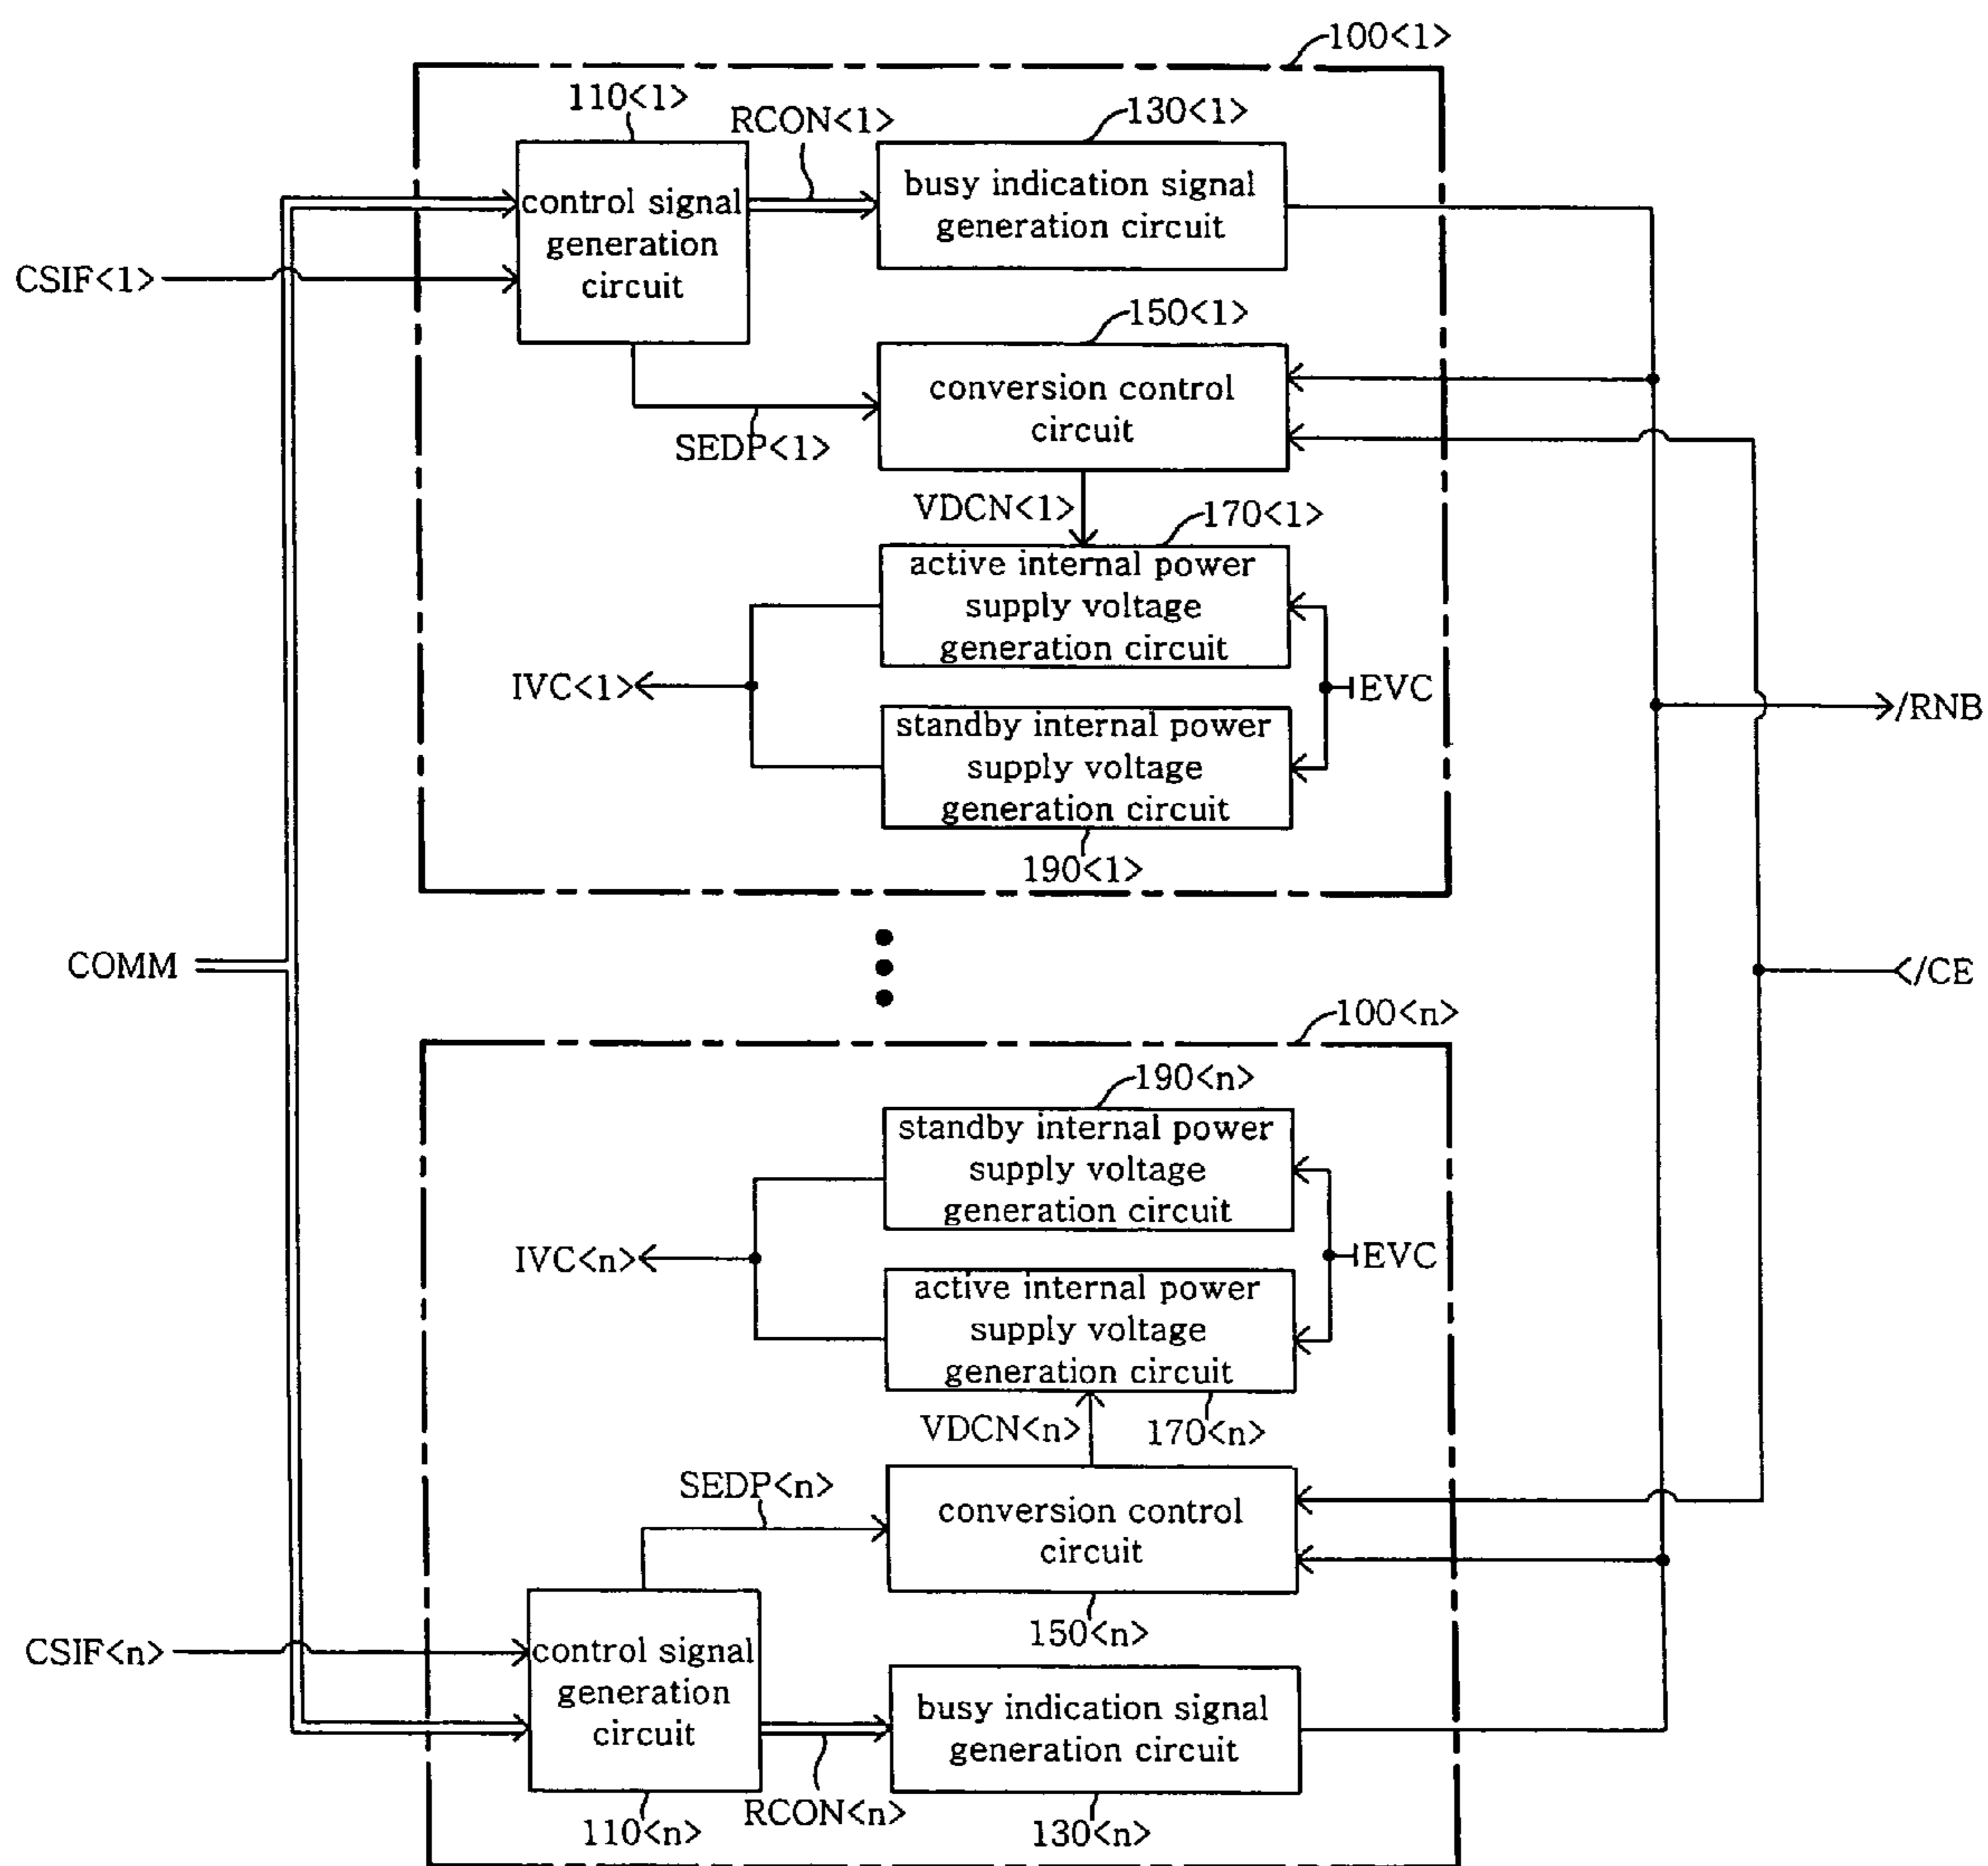 100<1>
110<1>
RCON<1>
130<1>
control signal
generation
circuit
busy indication signal
generation circuit
CSIF<1>
150<1>
conversion control
circuit
SEDP<1>
VDCN<1>
170<1>
active internal power
supply voltage
generation circuit
IVC<1>
EVC
/RNB
standby internal power
supply voltage
generation circuit
190<1>
COMM
/CE
100<n>
190<n>
standby internal power
supply voltage
generation circuit
IVC<n>
EVC
active internal power
supply voltage
generation circuit
VDCN<n>
170<n>
SEDP<n>
conversion control
circuit
150<n>
CSIF<n>
control signal
generation
circuit
busy indication signal
generation circuit
RCON<n>
110<n>
130<n>